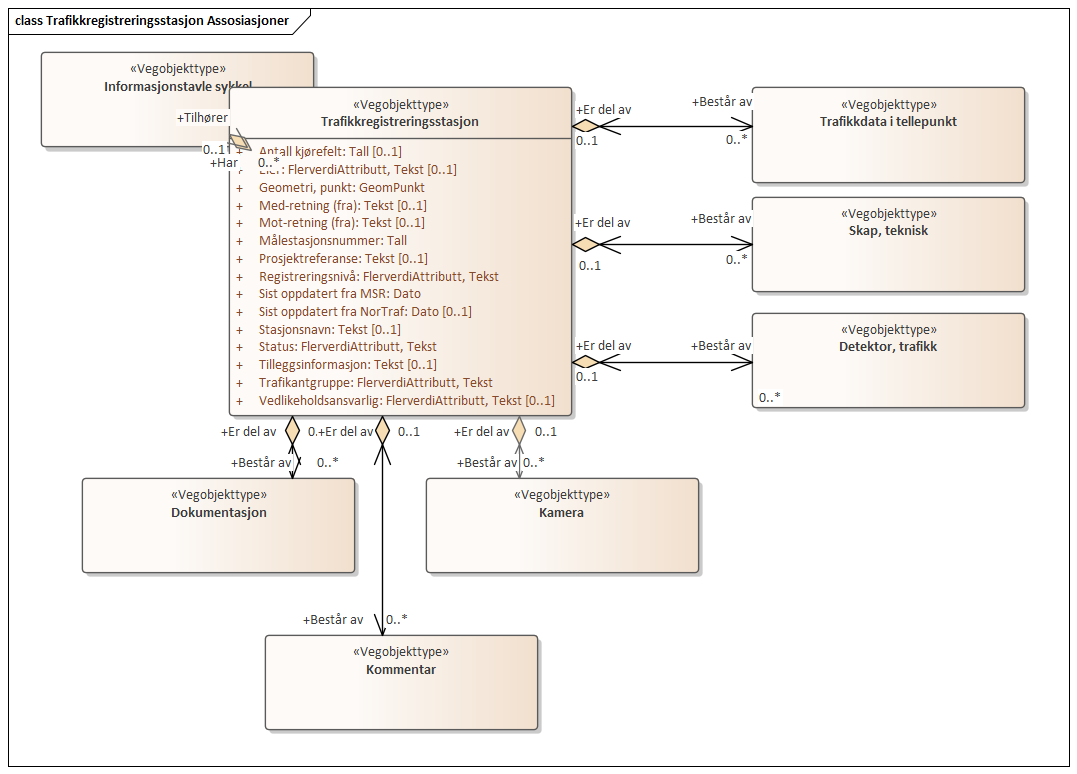 class Trafikkregistreringsstasjon Assosiasjoner
«Vegobjekttype»
Informasjonstavle sykkel
«Vegobjekttype»
Trafikkregistreringsstasjon
+Tilhører
0..1
+Har
0..*
+ Antall kjørefelt: Tall [0..1]
+ Eier: FlerverdiAttributt, Tekst [0..1]
+ Geometri, punkt: GeomPunkt
+ Med-retning (fra): Tekst [0..1]
+ Mot-retning (fra): Tekst [0..1]
+ Målestasjonsnummer: Tall
+ Prosjektreferanse: Tekst [0..1]
+ Registreringsnivå: FlerverdiAttributt, Tekst
+ Sist oppdatert fra MSR: Dato
+ Sist oppdatert fra NorTraf: Dato [0..1]
+ Stasjonsnavn: Tekst [0..1]
+ Status: FlerverdiAttributt, Tekst
+ Tilleggsinformasjon: Tekst [0..1]
+ Trafikantgruppe: FlerverdiAttributt, Tekst
+ Vedlikeholdsansvarlig: FlerverdiAttributt, Tekst [0..1]
+Er del av
0..1
+Består av
0..*
«Vegobjekttype»
Trafikkdata i tellepunkt
+Er del av
0..1
+Består av
0..*
«Vegobjekttype»
Skap, teknisk
+Er del av
0..1
+Består av
0..*
«Vegobjekttype»
Detektor, trafikk
+Er del av
0..
+Består av
0..*
«Vegobjekttype»
Dokumentasjon
+Er del av
0..1
+Består av
0..*
«Vegobjekttype»
Kommentar
+Er del av
0..1
+Består av
0..*
«Vegobjekttype»
Kamera